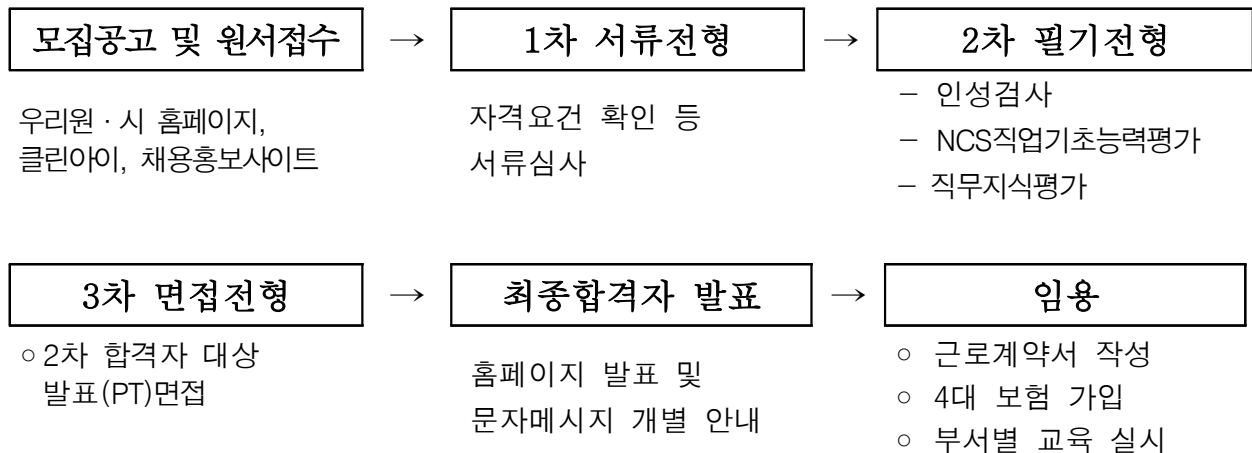 모집공고 및 원서접수 → 1차 서류전형 → 2차 필기전형
우리원·시 홈페이지,
클린아이, 채용홍보사이트
자격요건 확인 등
서류심사
- 인성검사
- NCS직업기초능력평가
- 직무지식평가
3차 면접전형 → 최종합격자 발표 → 임용
○ 2차 합격자 대상
발표(PT)면접
홈페이지 발표 및
문자메시지 개별 안내
○ 근로계약서 작성
○ 4대 보험 가입
○ 부서별 교육 실시